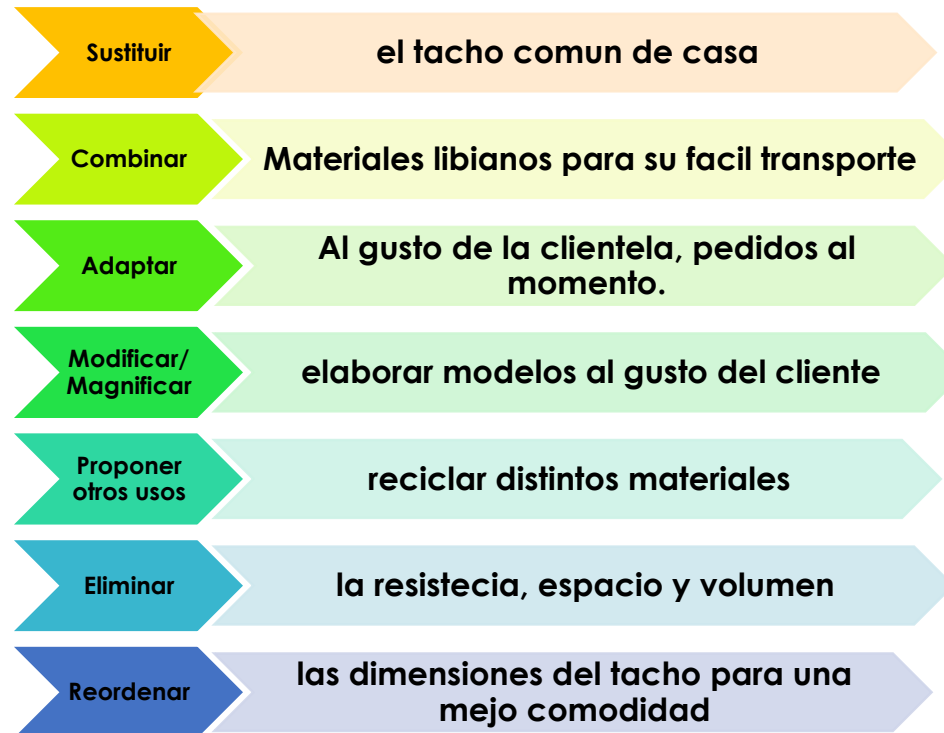 Sustituir
el tacho comun de casa
Combinar
Materiales libianos para su facil transporte
Adaptar
Al gusto de la clientela, pedidos al
momento.
Modificar/
Magnificar
elaborar modelos al gusto del cliente
Proponer
otros usos
reciclar distintos materiales
Eliminar
la resistecia, espacio y volumen
Reordenar
las dimensiones del tacho para una
mejo comodidad